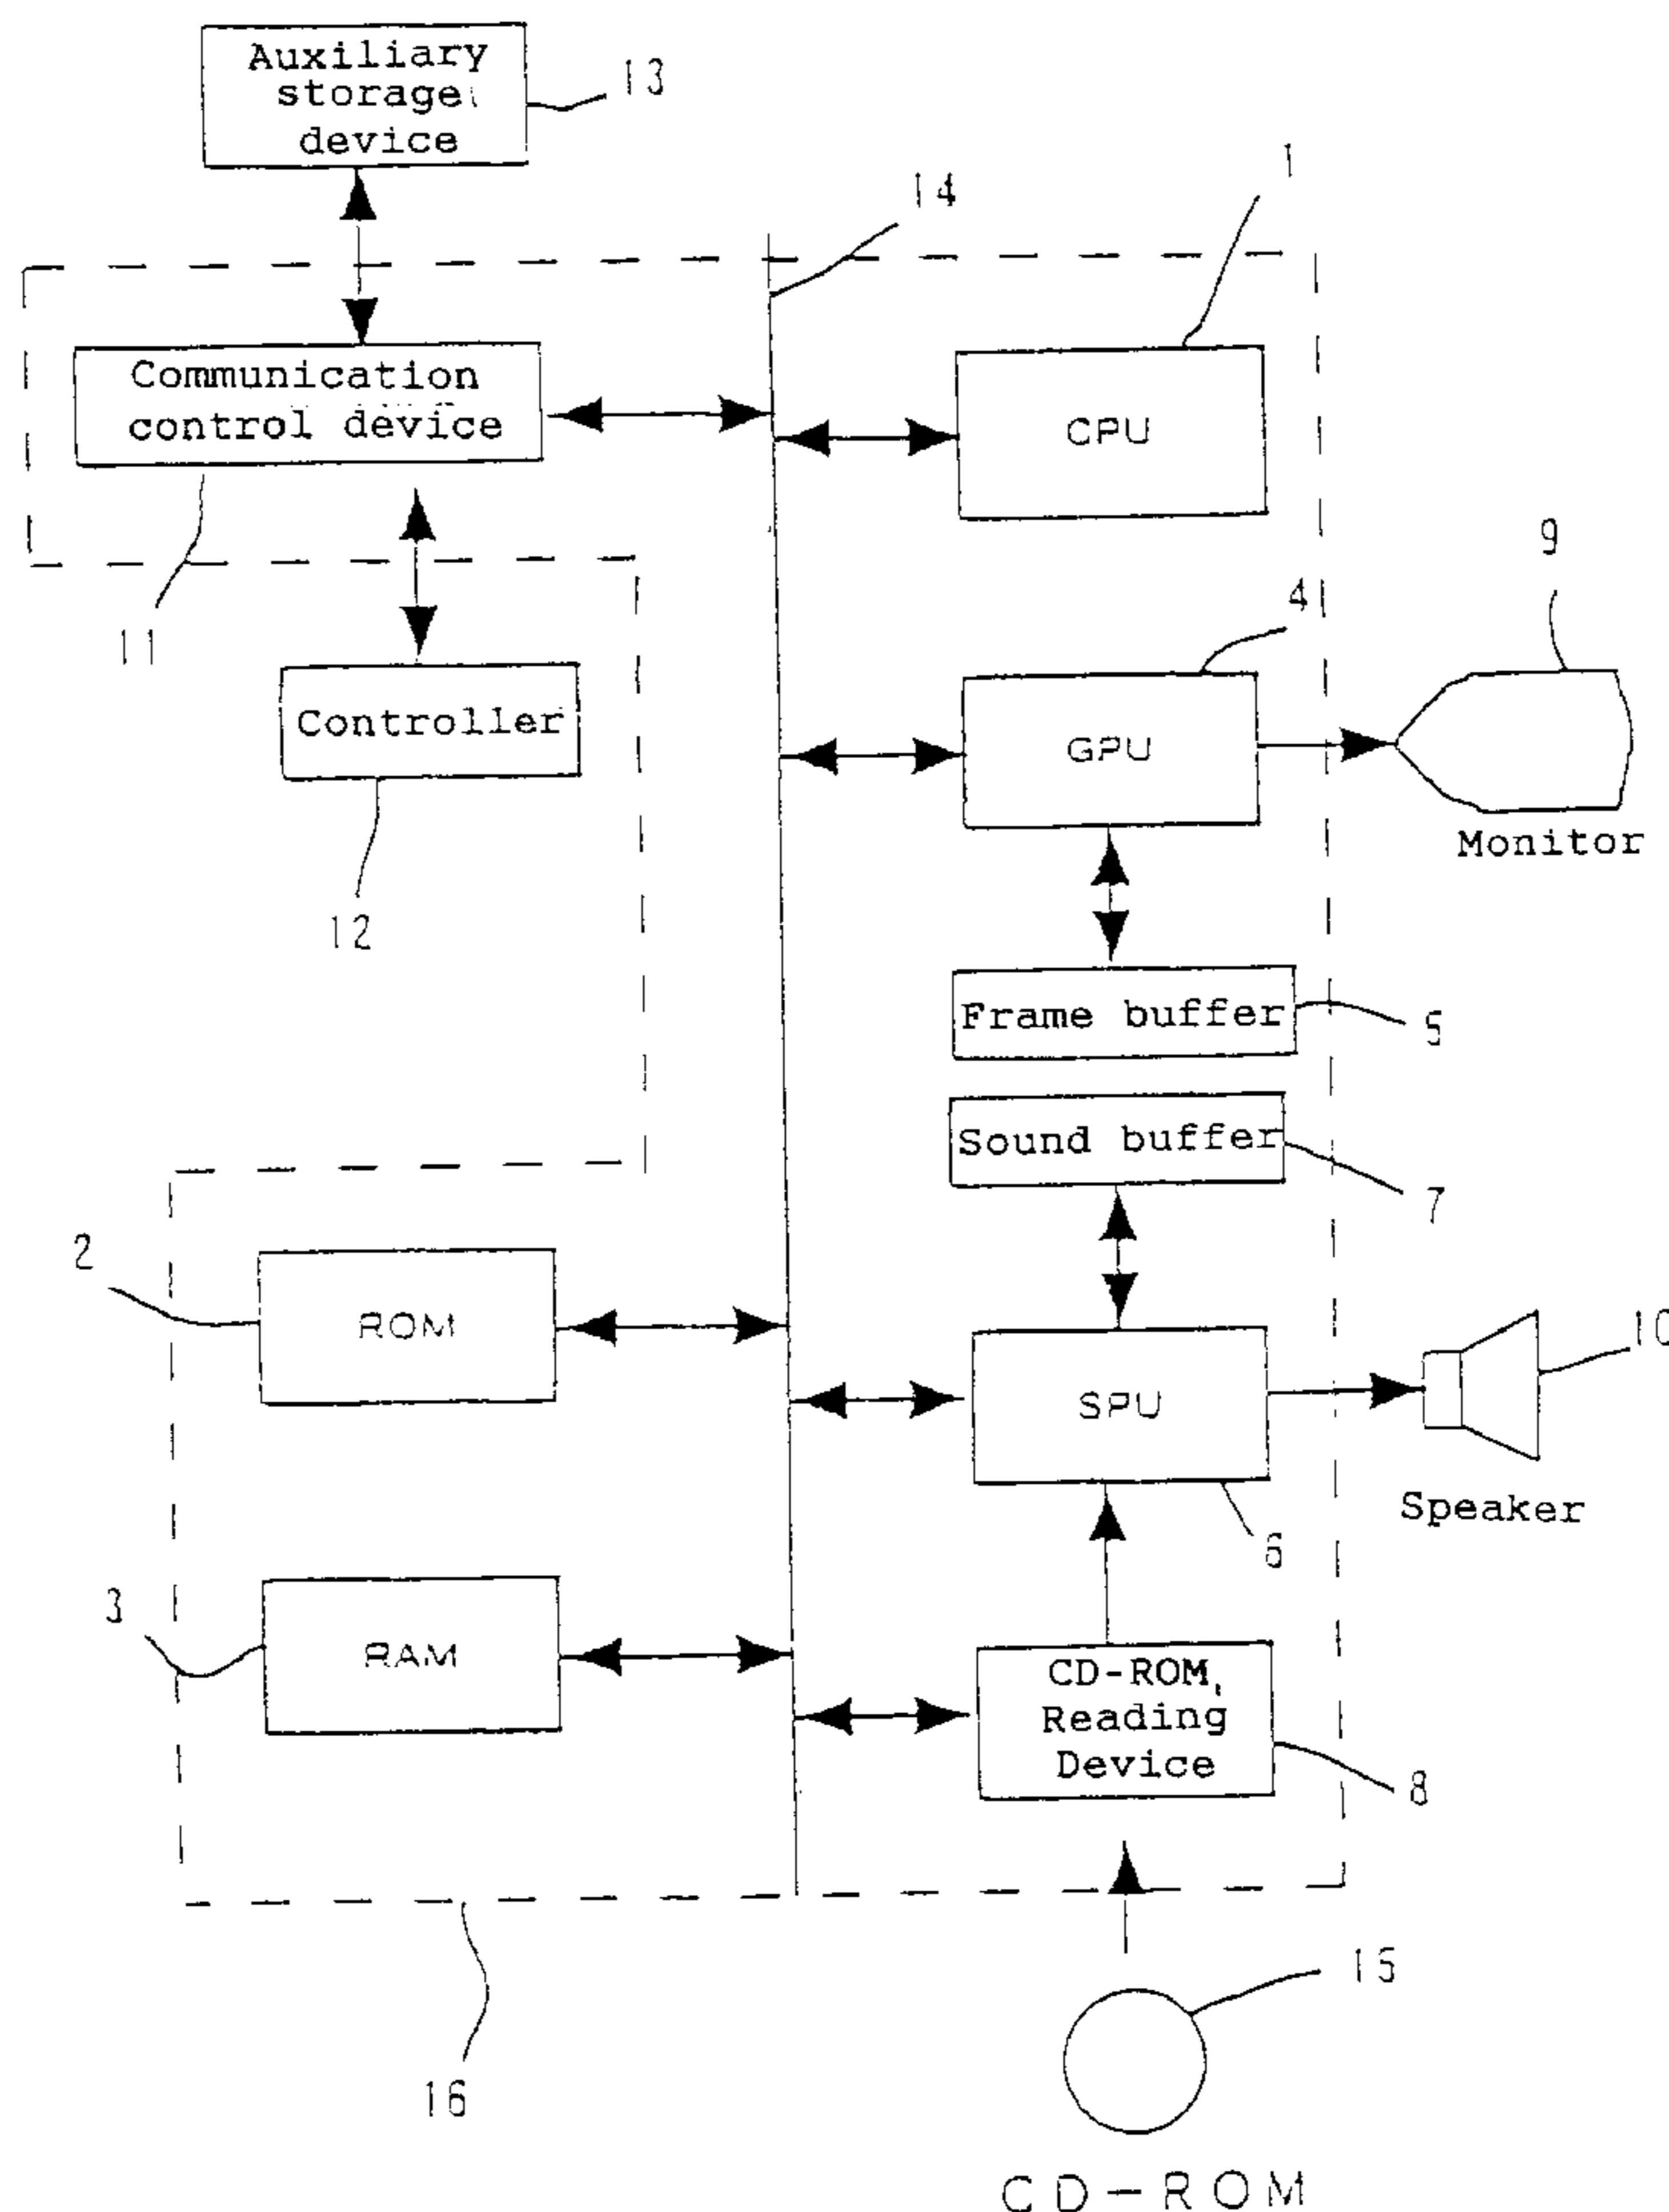 Auxiliary
storage
device
13
14
1
Communication
control device
CPU
11
9
4
Controller
GPU
Monitor
12
Frame buffer
5
Sound buffer
7
2
ROM
10
SPU
Speaker
6
3
RAM
CD-ROM
Reading
Device
8
15
16
CD-ROM